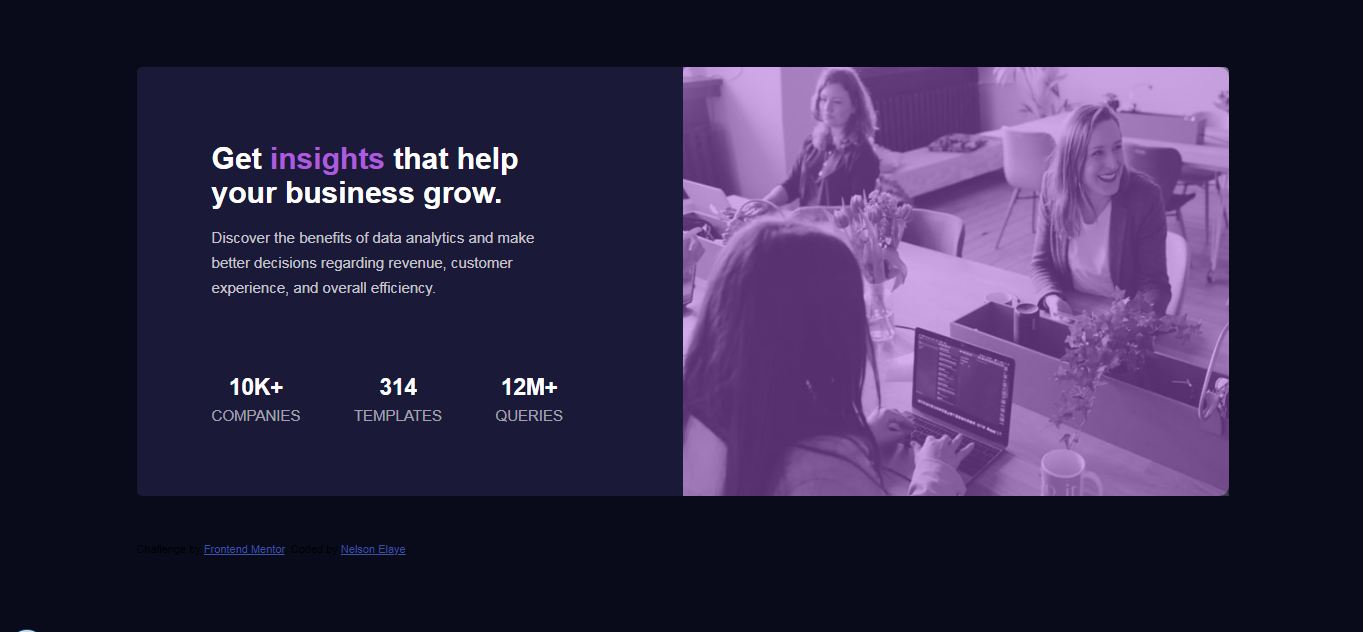 Get insights that help
your business grow.
Discover the benefits of data analytics and make
better decisions regarding revenue, customer
experience, and overall efficiency.
10K+ 314 12M+
COMPANIES TEMPLATES QUERIES
Challenge by Frontend Mentor. Coded by Nelson Elaye.